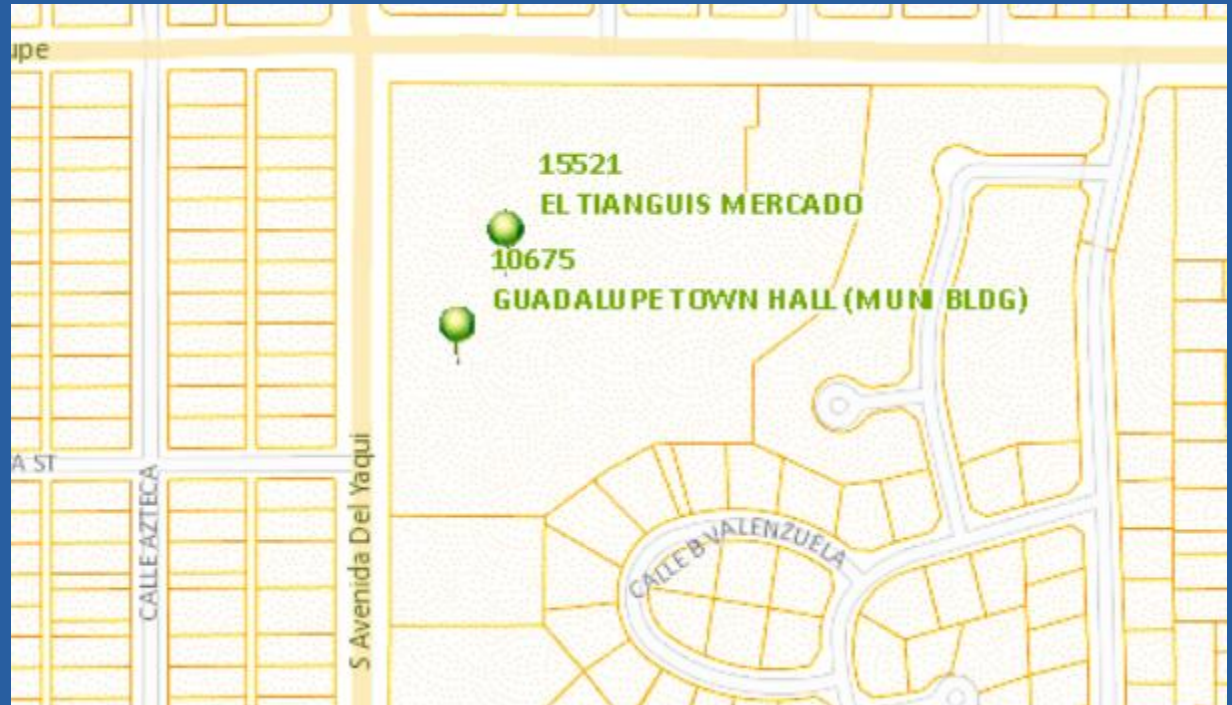 upe
15521
EL TIANGUIS MERCADO
10675
GUADALUPE TOWN HALL (MUNI BLDG)
A ST
CALLE AZTECA
S Avenida Del Yaqui
CALLE B VALENZUELA